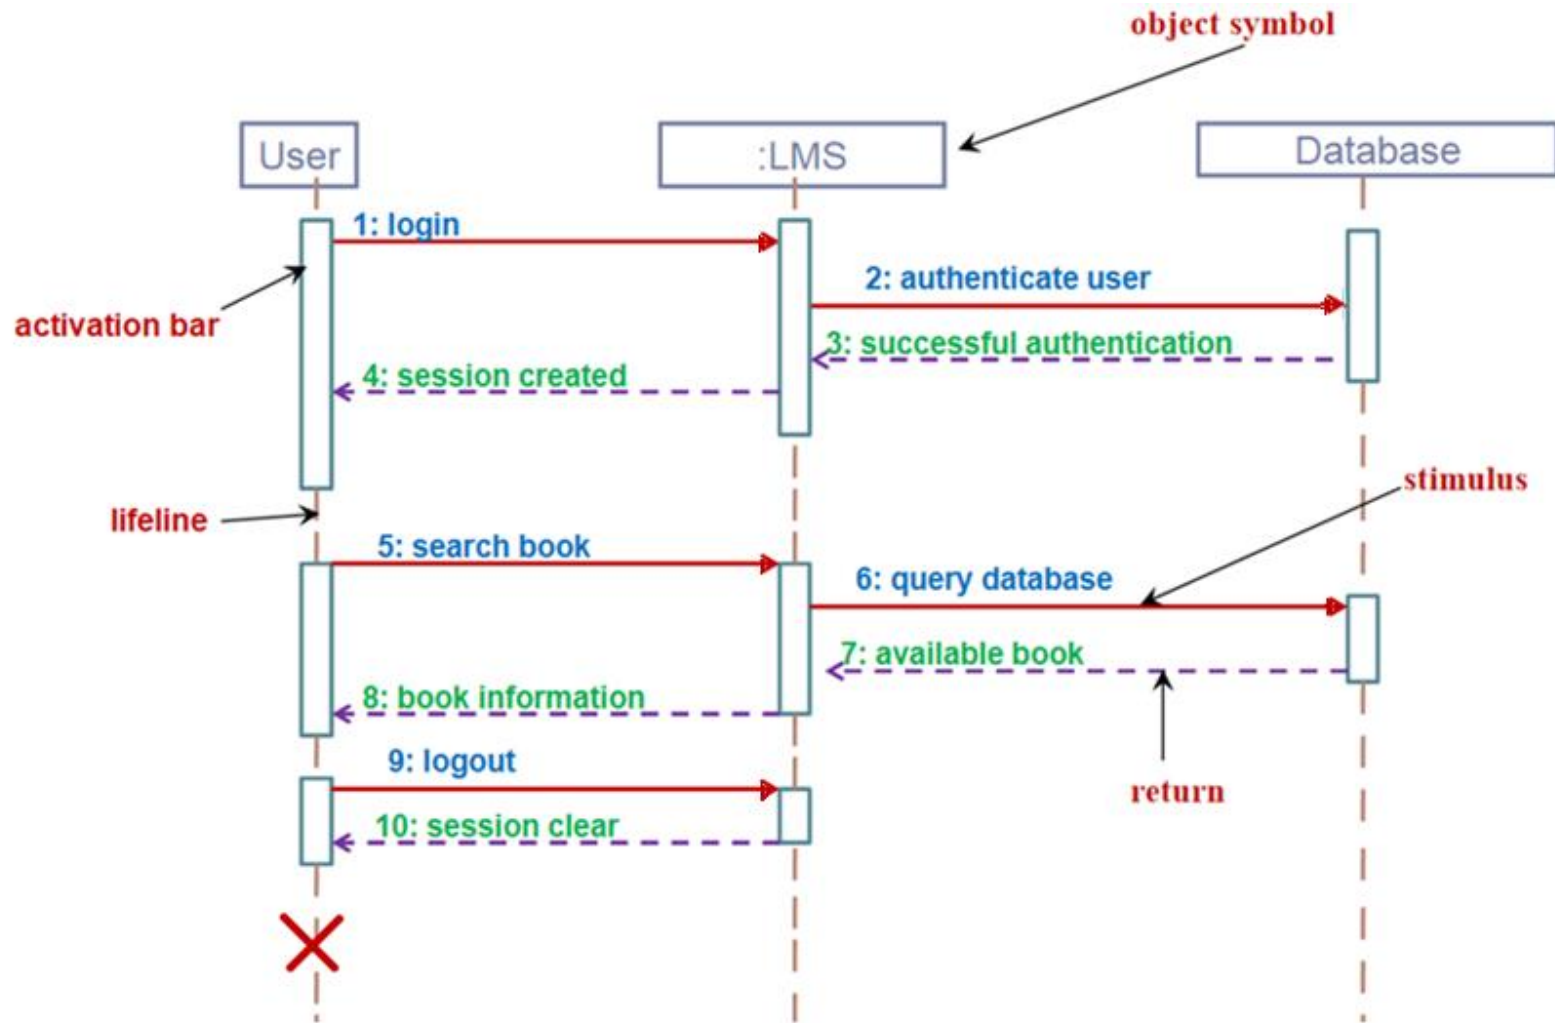 object symbol
User
:LMS
Database
1: login
2: authenticate user
activation bar
3: successful authentication
4: session created
stimulus
lifeline
5: search book
6: query database
7: available book
8: book information
9: logout
return
10: session clear